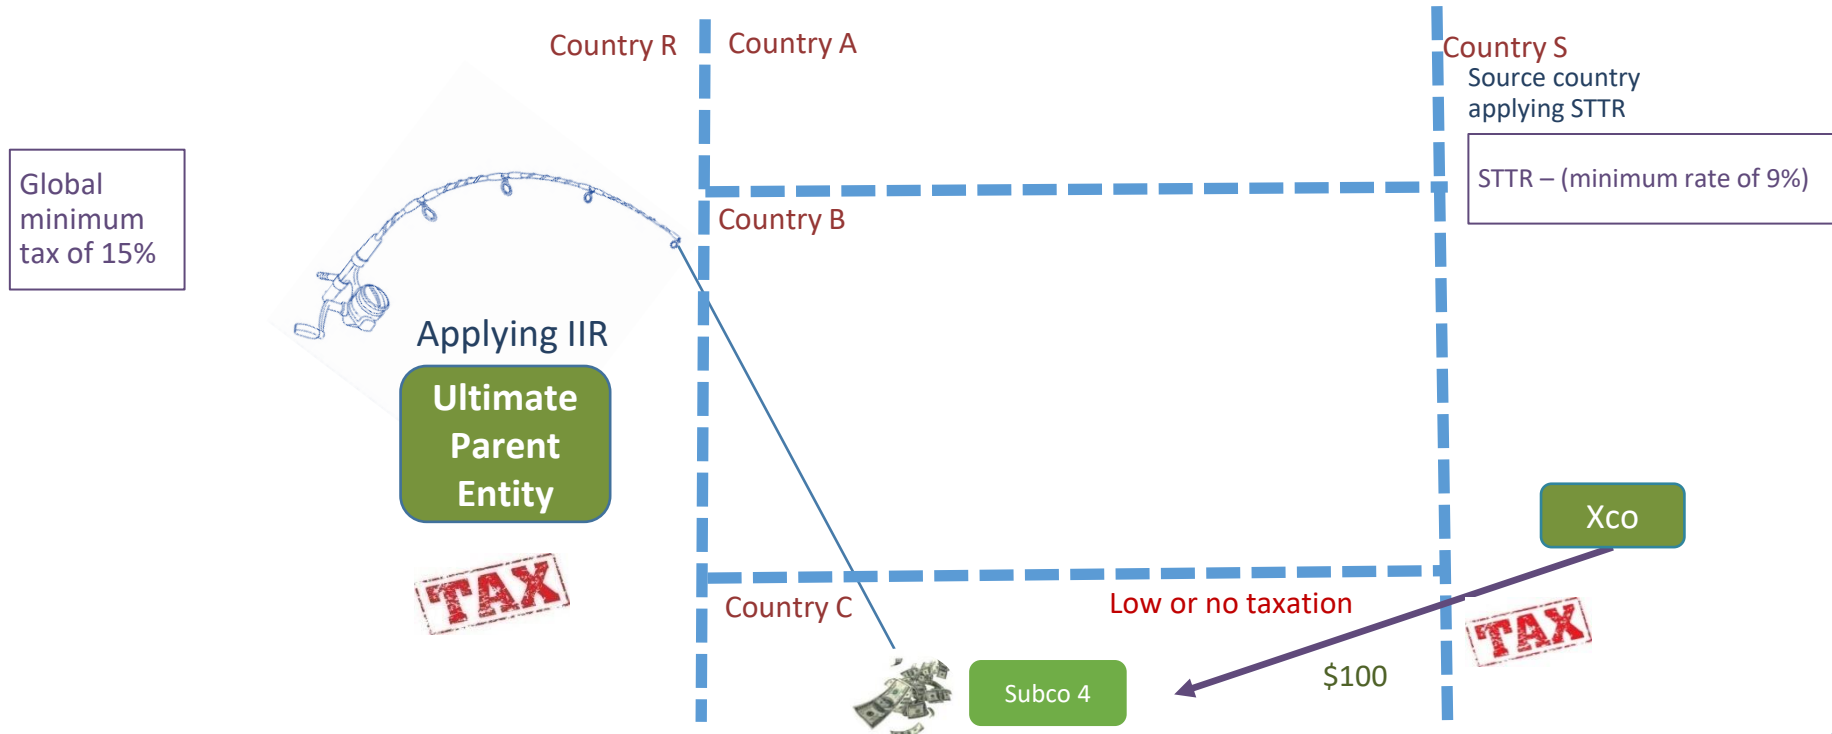 Country R
Country A
Country S
Source country
applying STTR
STTR – (minimum rate of 9%)
Global
minimum
tax of 15%
Country B
Applying IIR
Ultimate
Parent
Entity
Xco
TAX
Country C
Low or no taxation
TAX
$100
Subco 4